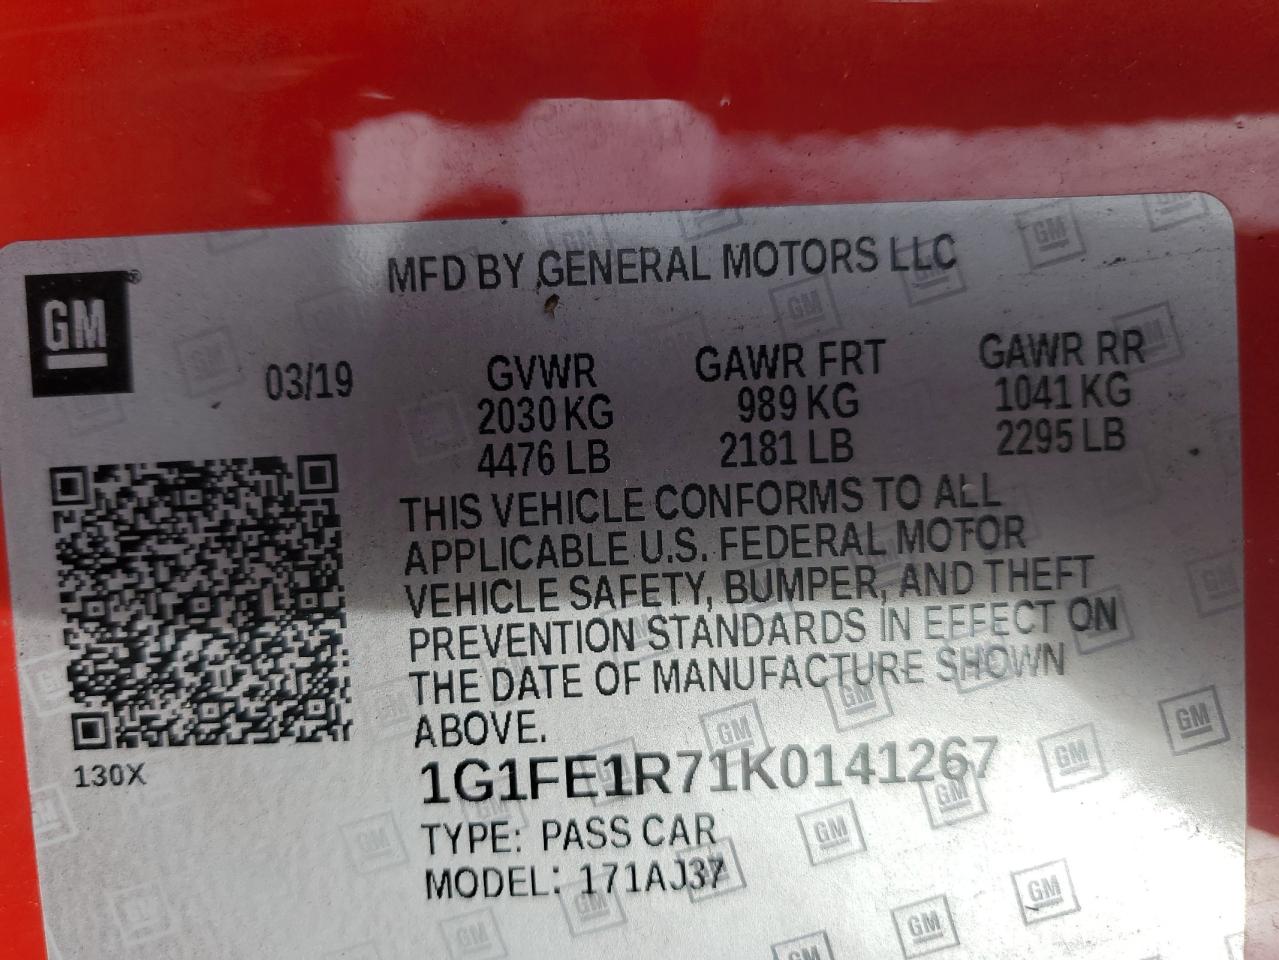 MFD BY GENERAL MOTORS LLC
GM
03/19
GVWR
2030 KG
4476 LB
GAWR FRT
989 KG
2181 LB
GAWR RR
1041 KG
2295 LB
THIS VEHICLE CONFORMS TO ALL
APPLICABLE U.S. FEDERAL MOTOR
VEHICLE SAFETY, BUMPER, AND THEFT
PREVENTION STANDARDS IN EFFECT ON
THE DATE OF MANUFACTURE SHOWN
ABOVE.
130X
1G1FE1R71K0141267
TYPE: PASS CAR
MODEL: 171AJ37